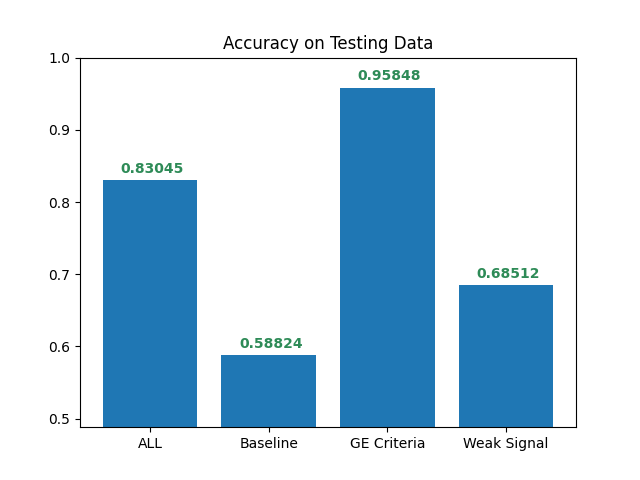 Accuracy on Testing Data
1.0
0.9
0.8
0.7
0.6
0.5
0.83045
0.58824
0.95848
0.68512
ALL
Baseline
GE Criteria
Weak Signal